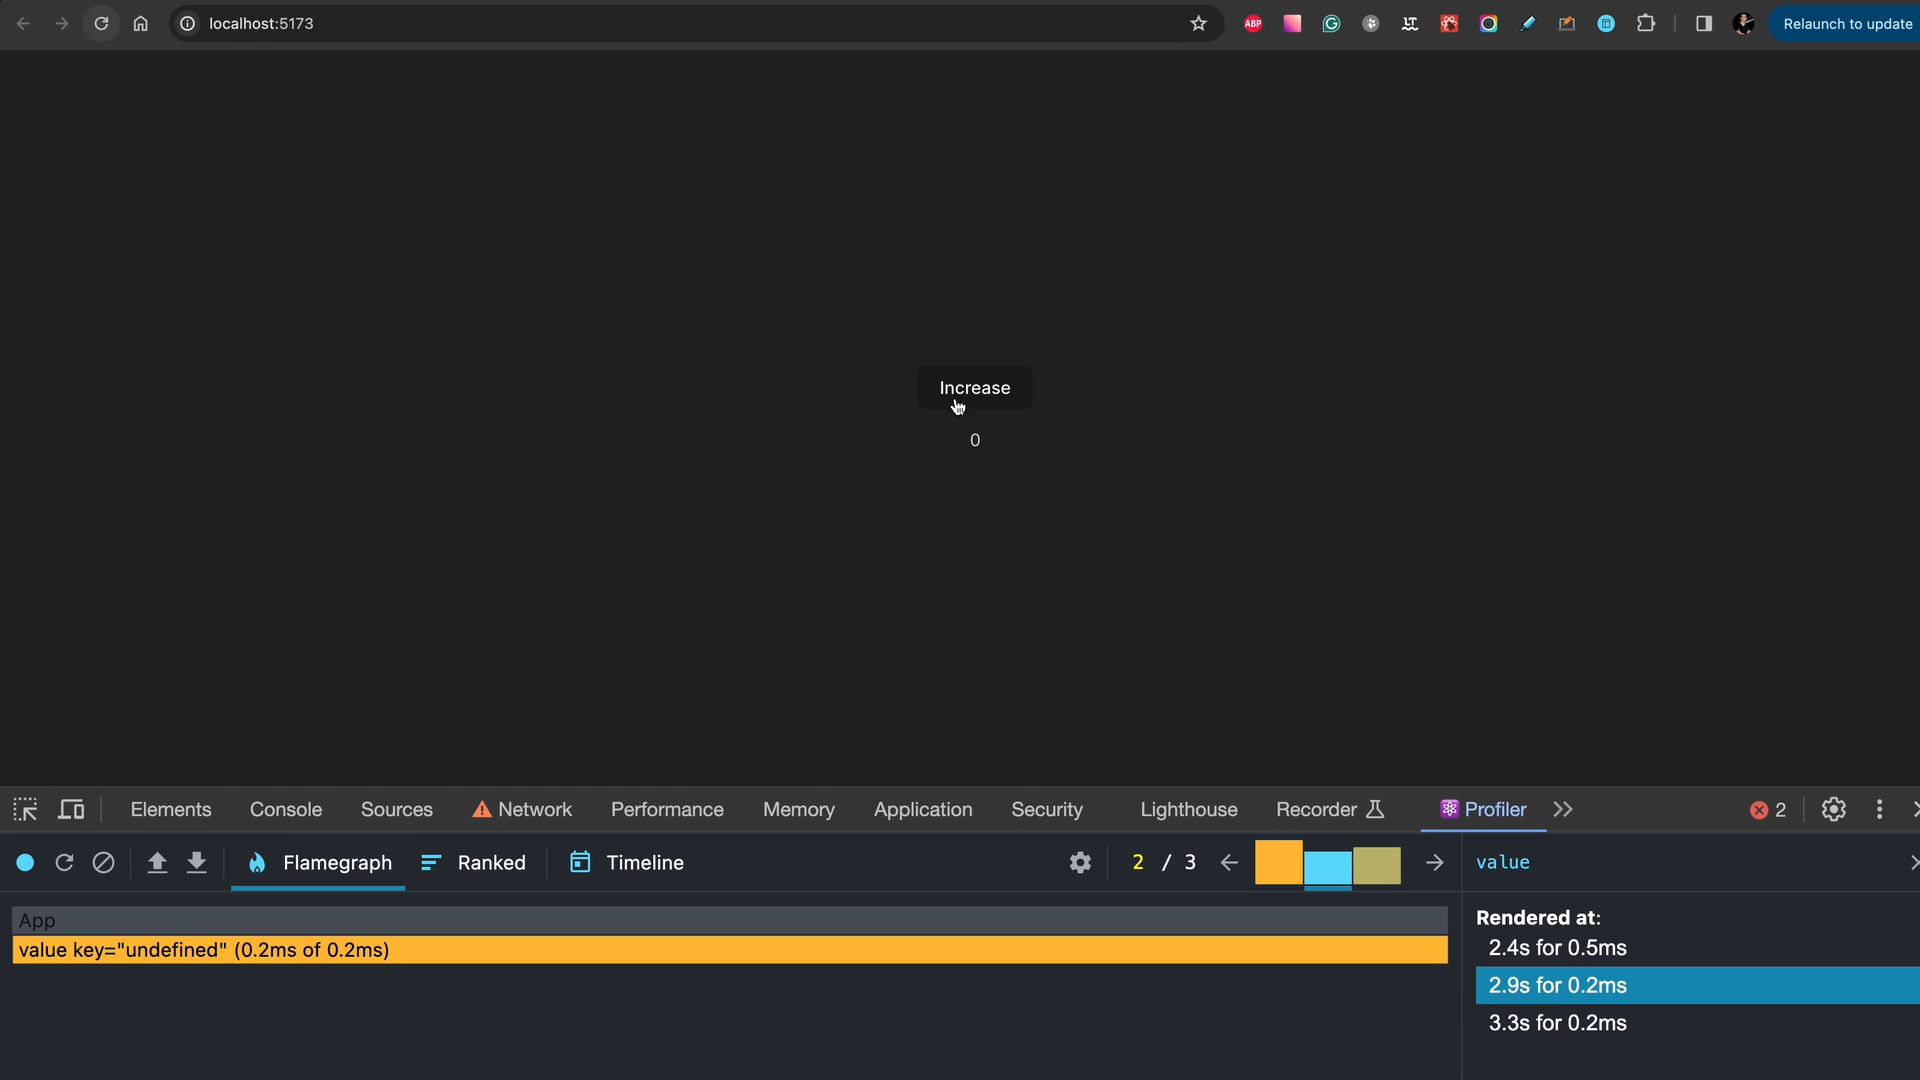 localhost:5173
ABP
Relaunch to update
Increase
0
Elements Console Sources Network Performance Memory Application Security Lighthouse Recorder Profiler 2
Flamegraph Ranked Timeline 2 / 3 value
App
value key="undefined" (0.2ms of 0.2ms)
Rendered at:
2.4s for 0.5ms
2.9s for 0.2ms
3.3s for 0.2ms